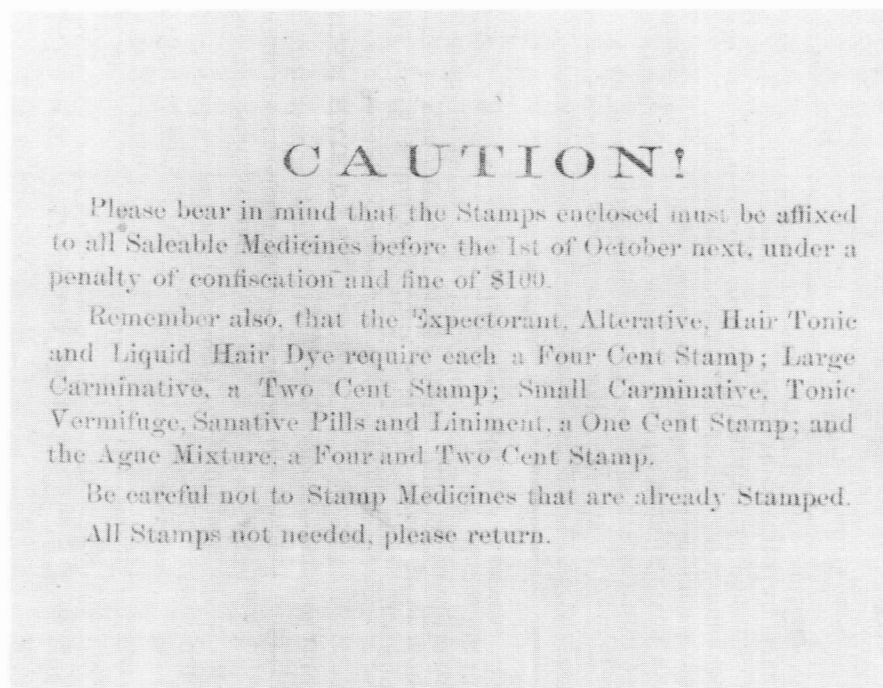 CAUTION!
Please bear in mind that the Stamps enclosed must be affixed
to all Saleable Medicines before the 1st of October next, under a
penalty of confiscation and fine of $100.
Remember also, that the Expectorant, Alterative, Hair Tonic
and Liquid Hair Dye require each a Four Cent Stamp; Large
Carminative, a Two Cent Stamp; Small Carminative, Tonic
Vermifuge, Sanative Pills and Liniment, a One Cent Stamp; and
the Ague Mixture, a Four and Two Cent Stamp.
Be careful not to Stamp Medicines that are already Stamped.
All Stamps not needed, please return.